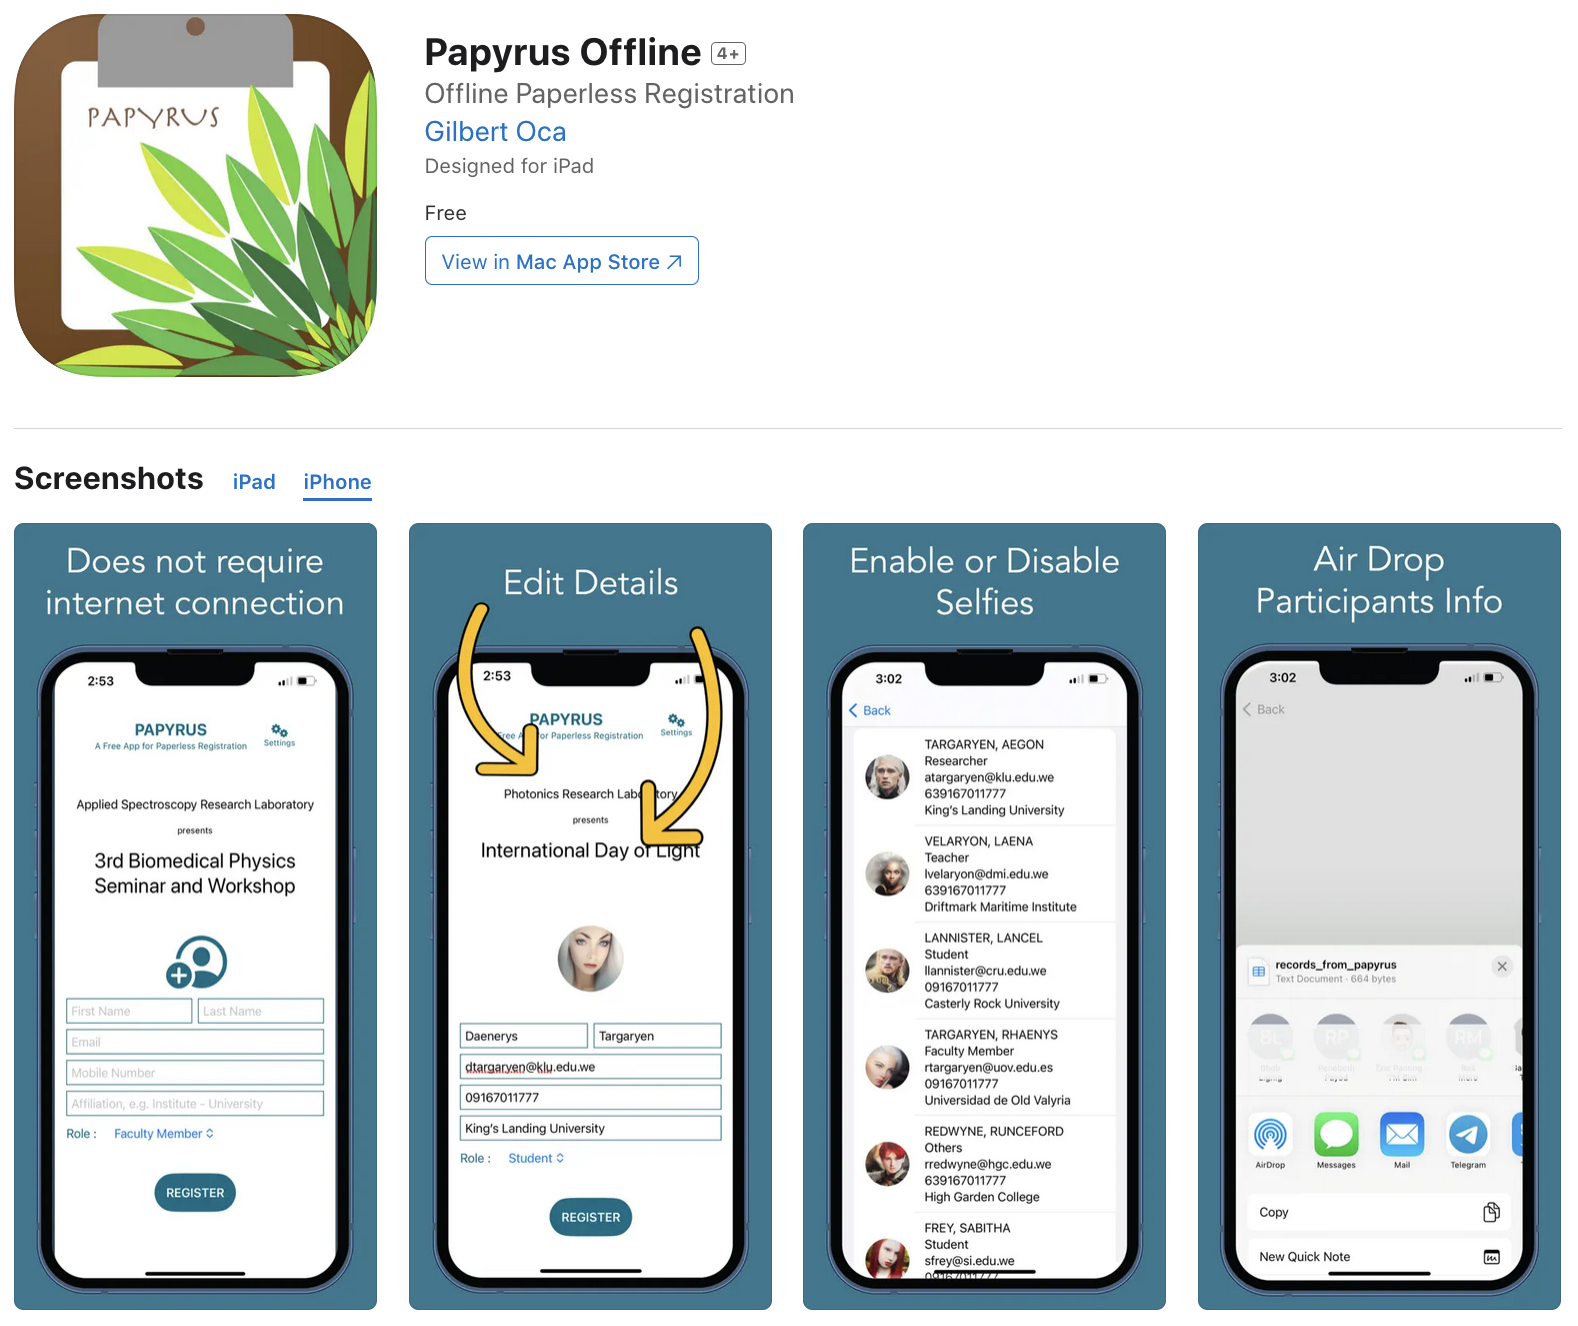 PAPYRUS
Papyrus Offline 4+
Offline Paperless Registration
Gilbert Oca
Designed for iPad
Free
View in Mac App Store
Screenshots iPad iPhone
Does not require
internet connection
2:53
PAPYRUS
A Free App for Paperless Registration
Settings
Applied Spectroscopy Research Laboratory
presents
3rd Biomedical Physics
Seminar and Workshop
First Name Last Name
Email
Mobile Number
Affiliation, e.g. Institute - University
Role : Faculty Member
REGISTER
Edit Details
2:53
PAPYRUS
Free A or Paperless Registration
Settings
Photonics Research Lab tory
presents
International Day of Light
Daenerys Targaryen
dtargaryen@klu.edu.we
09167011777
King's Landing University
Role : Student
REGISTER
Enable or Disable
Selfies
3:02
Back
TARGARYEN, AEGON
Researcher
atargaryen@klu.edu.we
639167011777
King's Landing University
VELARYON, LAENA
Teacher
lvelaryon@dmi.edu.we
639167011777
Driftmark Maritime Institute
LANNISTER, LANCEL
Student
llannister@cru.edu.we
09167011777
Casterly Rock University
TARGARYEN, RHAENYS
Faculty Member
rtargaryen@uov.edu.es
09167011777
Universidad de Old Valyria
REDWYNE, RUNCEFORD
Others
rredwyne@hgc.edu.we
639167011777
High Garden College
FREY, SABITHA
Student
sfrey@si.edu.we
09167011777
Air Drop
Participants Info
3:02
Back
records_from_papyrus
Text Document · 664 bytes
BL RP RM
AirDrop Messages Mail Telegram
Copy
New Quick Note